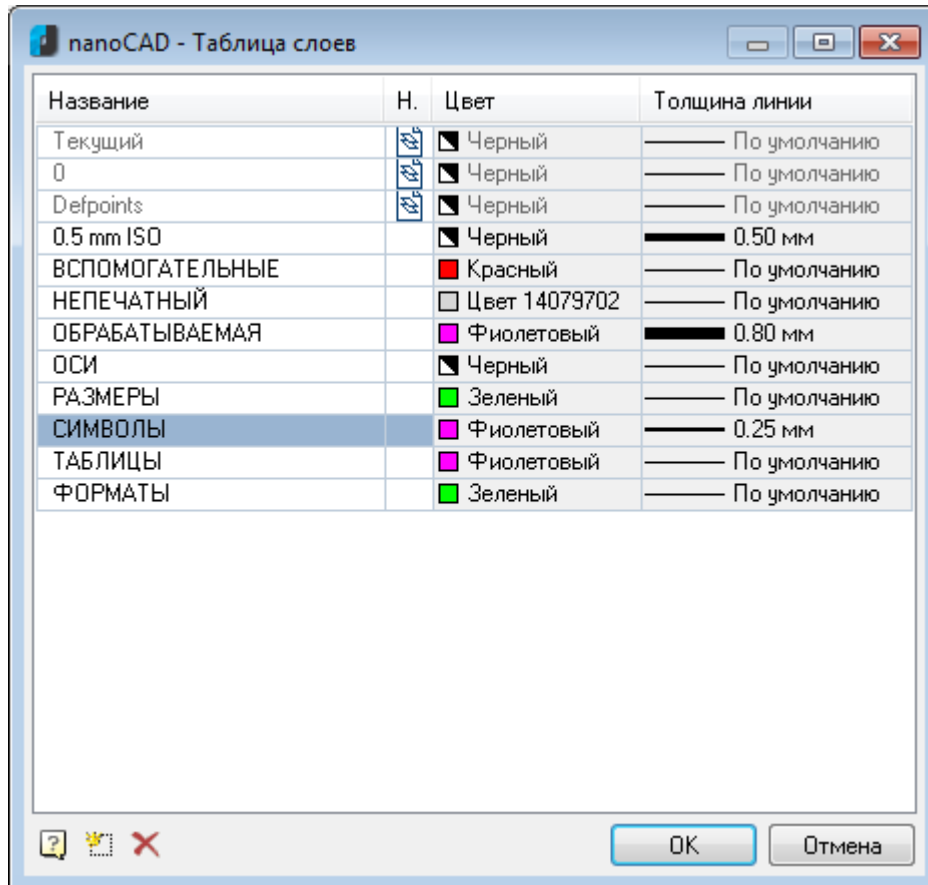 nanoCAD - Таблица слоев
Название Н. Цвет Толщина линии
Текущий Черный По умолчанию
0 Черный По умолчанию
Defpoints Черный По умолчанию
0.5 mm ISO Черный 0.50 мм
ВСПОМОГАТЕЛЬНЫЕ Красный По умолчанию
НЕПЕЧАТНЫЙ Цвет 14079702 По умолчанию
ОБРАБАТЫВАЕМАЯ Фиолетовый 0.80 мм
ОСИ Черный По умолчанию
РАЗМЕРЫ Зеленый По умолчанию
СИМВОЛЫ Фиолетовый 0.25 мм
ТАБЛИЦЫ Фиолетовый По умолчанию
ФОРМАТЫ Зеленый По умолчанию
OK Отмена